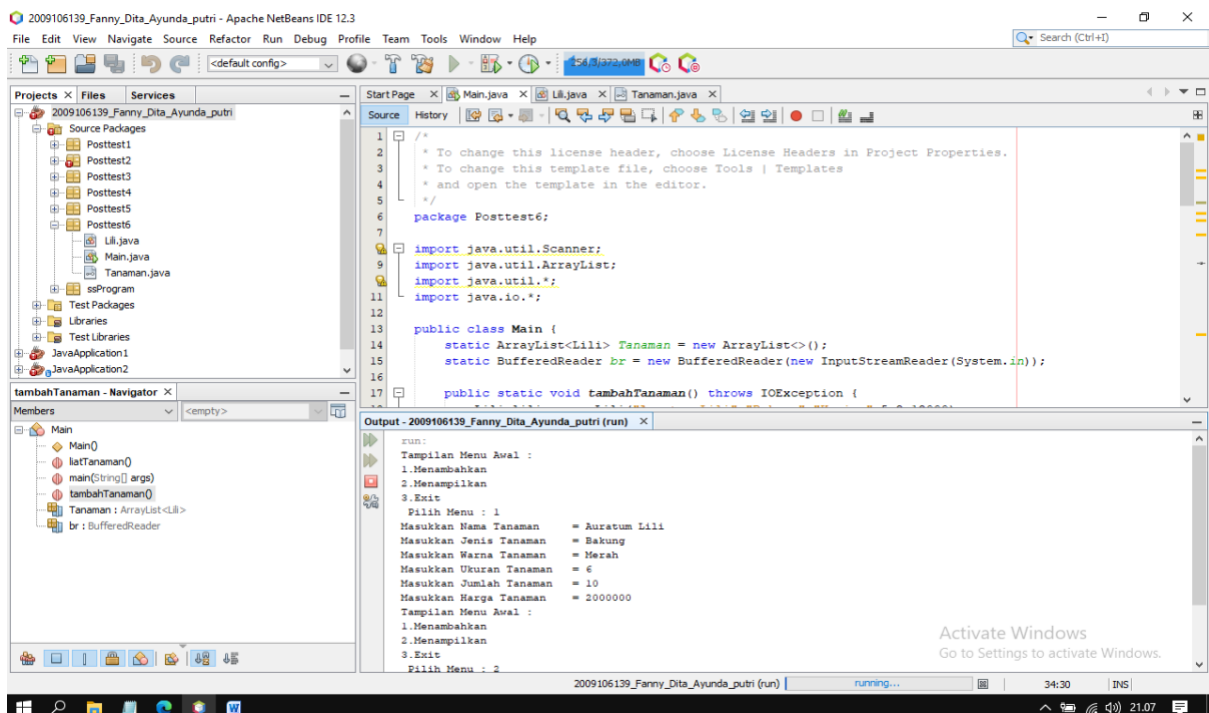 2009106139_Fanny_Dita_Ayunda_putri - Apache NetBeans IDE 12.3
File Edit View Navigate Source Refactor Run Debug Profile Team Tools Window Help
Search (Ctrl+I)
<default config>
Projects Files Services
2009106139_Fanny_Dita_Ayunda_putri
Source Packages
Posttest1
Posttest2
Posttest3
Posttest4
Posttest5
Posttest6
Lili.java
Main.java
Tanaman.java
ssProgram
Test Packages
Libraries
Test Libraries
JavaApplication1
JavaApplication2
tambahTanaman - Navigator
Members <empty>
Main
Main()
liatTanaman()
main(String[] args)
tambahTanaman()
Tanaman : ArrayList<Lili>
br : BufferedReader
Start Page Main.java Lili.java Tanaman.java
Source History
1 /*
2 * To change this license header, choose License Headers in Project Properties.
3 * To change this template file, choose Tools | Templates
4 * and open the template in the editor.
5 */
6 package Posttest6;
7
import java.util.Scanner;
9 import java.util.ArrayList;
import java.util.*;
11 import java.io.*;
12
13 public class Main {
14 static ArrayList<Lili> Tanaman = new ArrayList<>();
15 static BufferedReader br = new BufferedReader(new InputStreamReader(System.in));
16
17 public static void tambahTanaman() throws IOException {
Output - 2009106139_Fanny_Dita_Ayunda_putri (run)
run:
Tampilan Menu Awal :
1.Menambahkan
2.Menampilkan
3.Exit
Pilih Menu : 1
Masukkan Nama Tanaman = Auratum Lili
Masukkan Jenis Tanaman = Bakung
Masukkan Warna Tanaman = Merah
Masukkan Ukuran Tanaman = 6
Masukkan Jumlah Tanaman = 10
Masukkan Harga Tanaman = 2000000
Tampilan Menu Awal :
1.Menambahkan
2.Menampilkan
3.Exit
Pilih Menu : 2
Activate Windows
Go to Settings to activate Windows.
2009106139_Fanny_Dita_Ayunda_putri (run) running... 34:30 INS
21.07